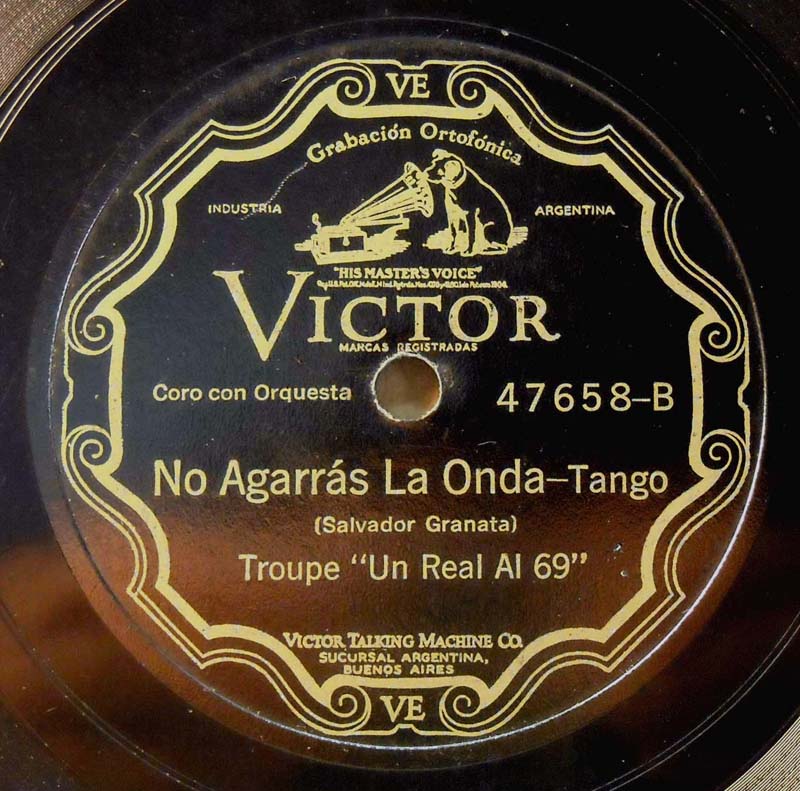 VE
Grabación Ortofónica
INDUSTRIA ARGENTINA
"HIS MASTER'S VOICE"
VICTOR
MARCAS REGISTRADAS
Coro con Orquesta 47658-B
No Agarrás La Onda-Tango
(Salvador Granata)
Troupe "Un Real Al 69"
VICTOR TALKING MACHINE CO.
SUCURSAL ARGENTINA,
BUENOS AIRES
VE